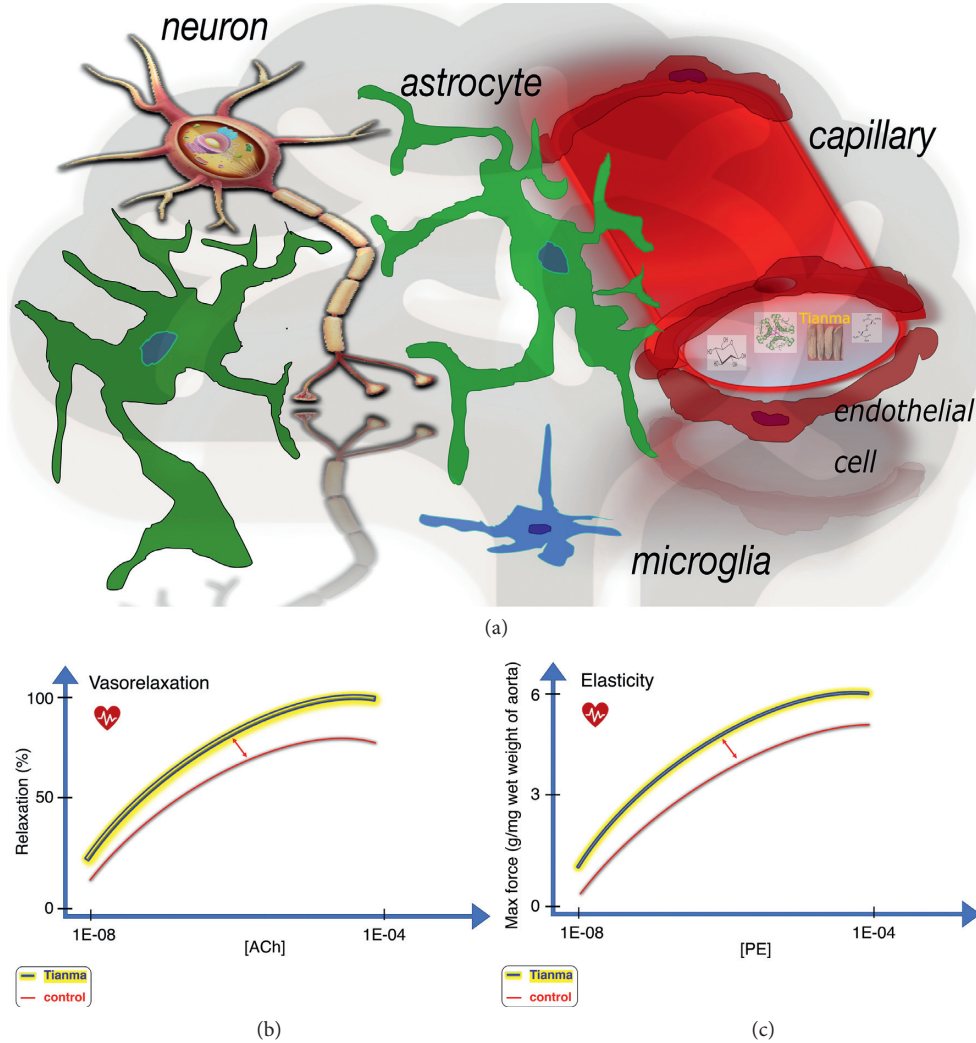 neuron
astrocyte
capillary
Tianma
endothelial
cell
microglia
(a)
Vasorelaxation
Relaxation (%)
100
50
0
1E-08
1E-04
[ACh]
Tianma
control
(b)
Elasticity
Max force (g/mg wet weight of aorta)
6
3
0
1E-08
1E-04
[PE]
Tianma
control
(c)